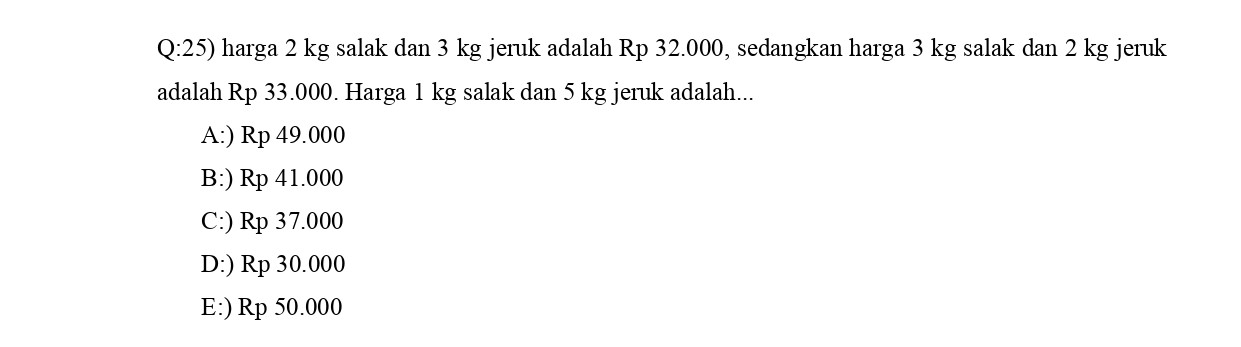 Q:25) harga 2 kg salak dan 3 kg jeruk adalah Rp 32.000, sedangkan harga 3 kg salak dan 2 kg jeruk
adalah Rp 33.000. Harga 1 kg salak dan 5 kg jeruk adalah...
A:) Rp 49.000
B:) Rp 41.000
C:) Rp 37.000
D:) Rp 30.000
E:) Rp 50.000